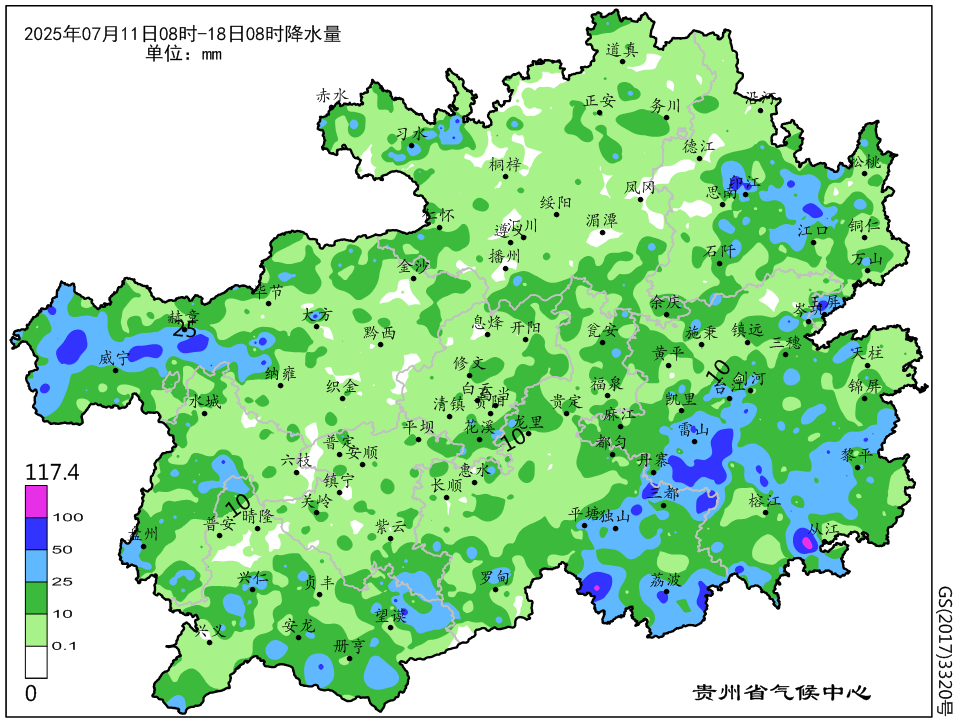 2025年07月11日08时-18日08时降水量
单位：mm
道真
赤水
正安
务川
沿河
习水
德江
松桃
桐梓
印江
凤冈
思南
仁怀
绥阳
湄潭
汇川
遵义
江口
铜仁
播州
石阡
万山
金沙
毕节
余庆
玉屏
岑巩
赫章
25
大方
息烽
开阳
瓮安
施秉
镇远
黔西
三穗
威宁
黄平
天柱
修文
纳雍
织金
白云
乌当
福泉
10
剑河
台江
锦屏
水城
清镇
贵阳
贵定
凯里
麻江
平坝
花溪
龙里
雷山
10
普定
安顺
都匀
六枝
惠水
丹寨
黎平
117.4
镇宁
长顺
三都
关岭
榕江
10
100
普安
晴隆
紫云
平塘
独山
从江
盘州
50
兴仁
贞丰
罗甸
荔波
25
10
望谟
兴义
安龙
0.1
册亨
0
贵州省气候中心
GS(2017)3320号